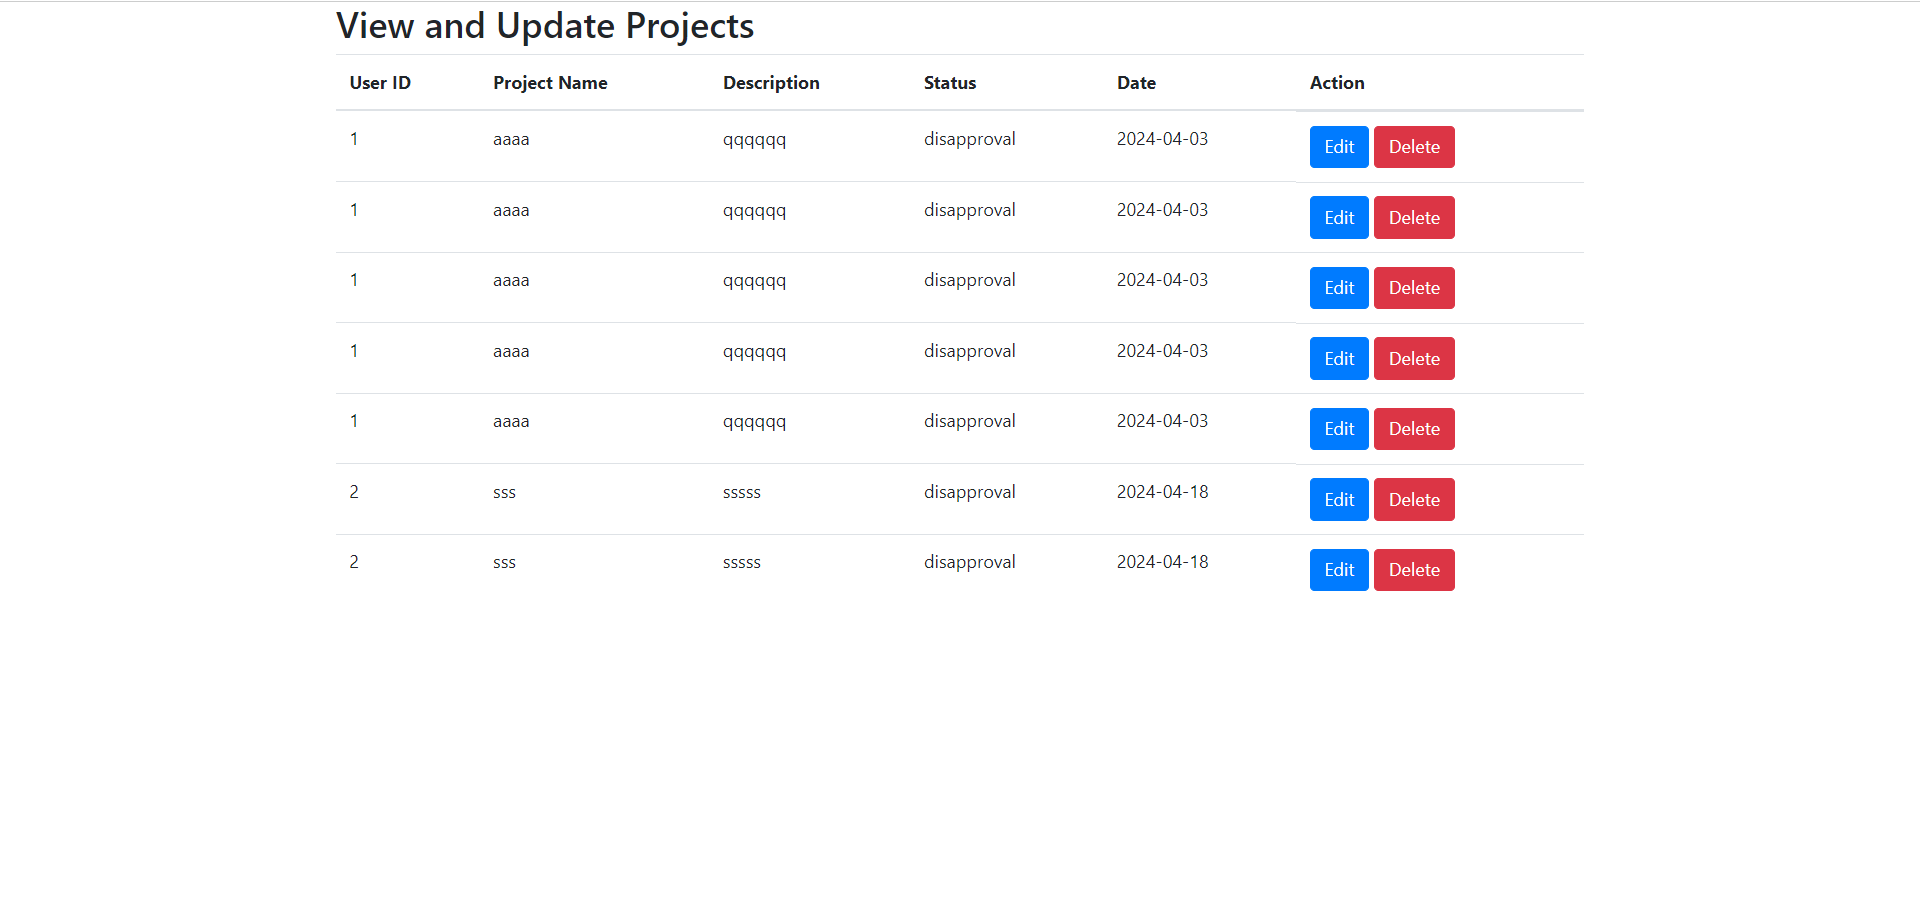 View and Update Projects
User ID Project Name Description Status Date Action
1 aaaa qqqqqq disapproval 2024-04-03 Edit Delete
1 aaaa qqqqqq disapproval 2024-04-03 Edit Delete
1 aaaa qqqqqq disapproval 2024-04-03 Edit Delete
1 aaaa qqqqqq disapproval 2024-04-03 Edit Delete
1 aaaa qqqqqq disapproval 2024-04-03 Edit Delete
2 sss sssss disapproval 2024-04-18 Edit Delete
2 sss sssss disapproval 2024-04-18 Edit Delete